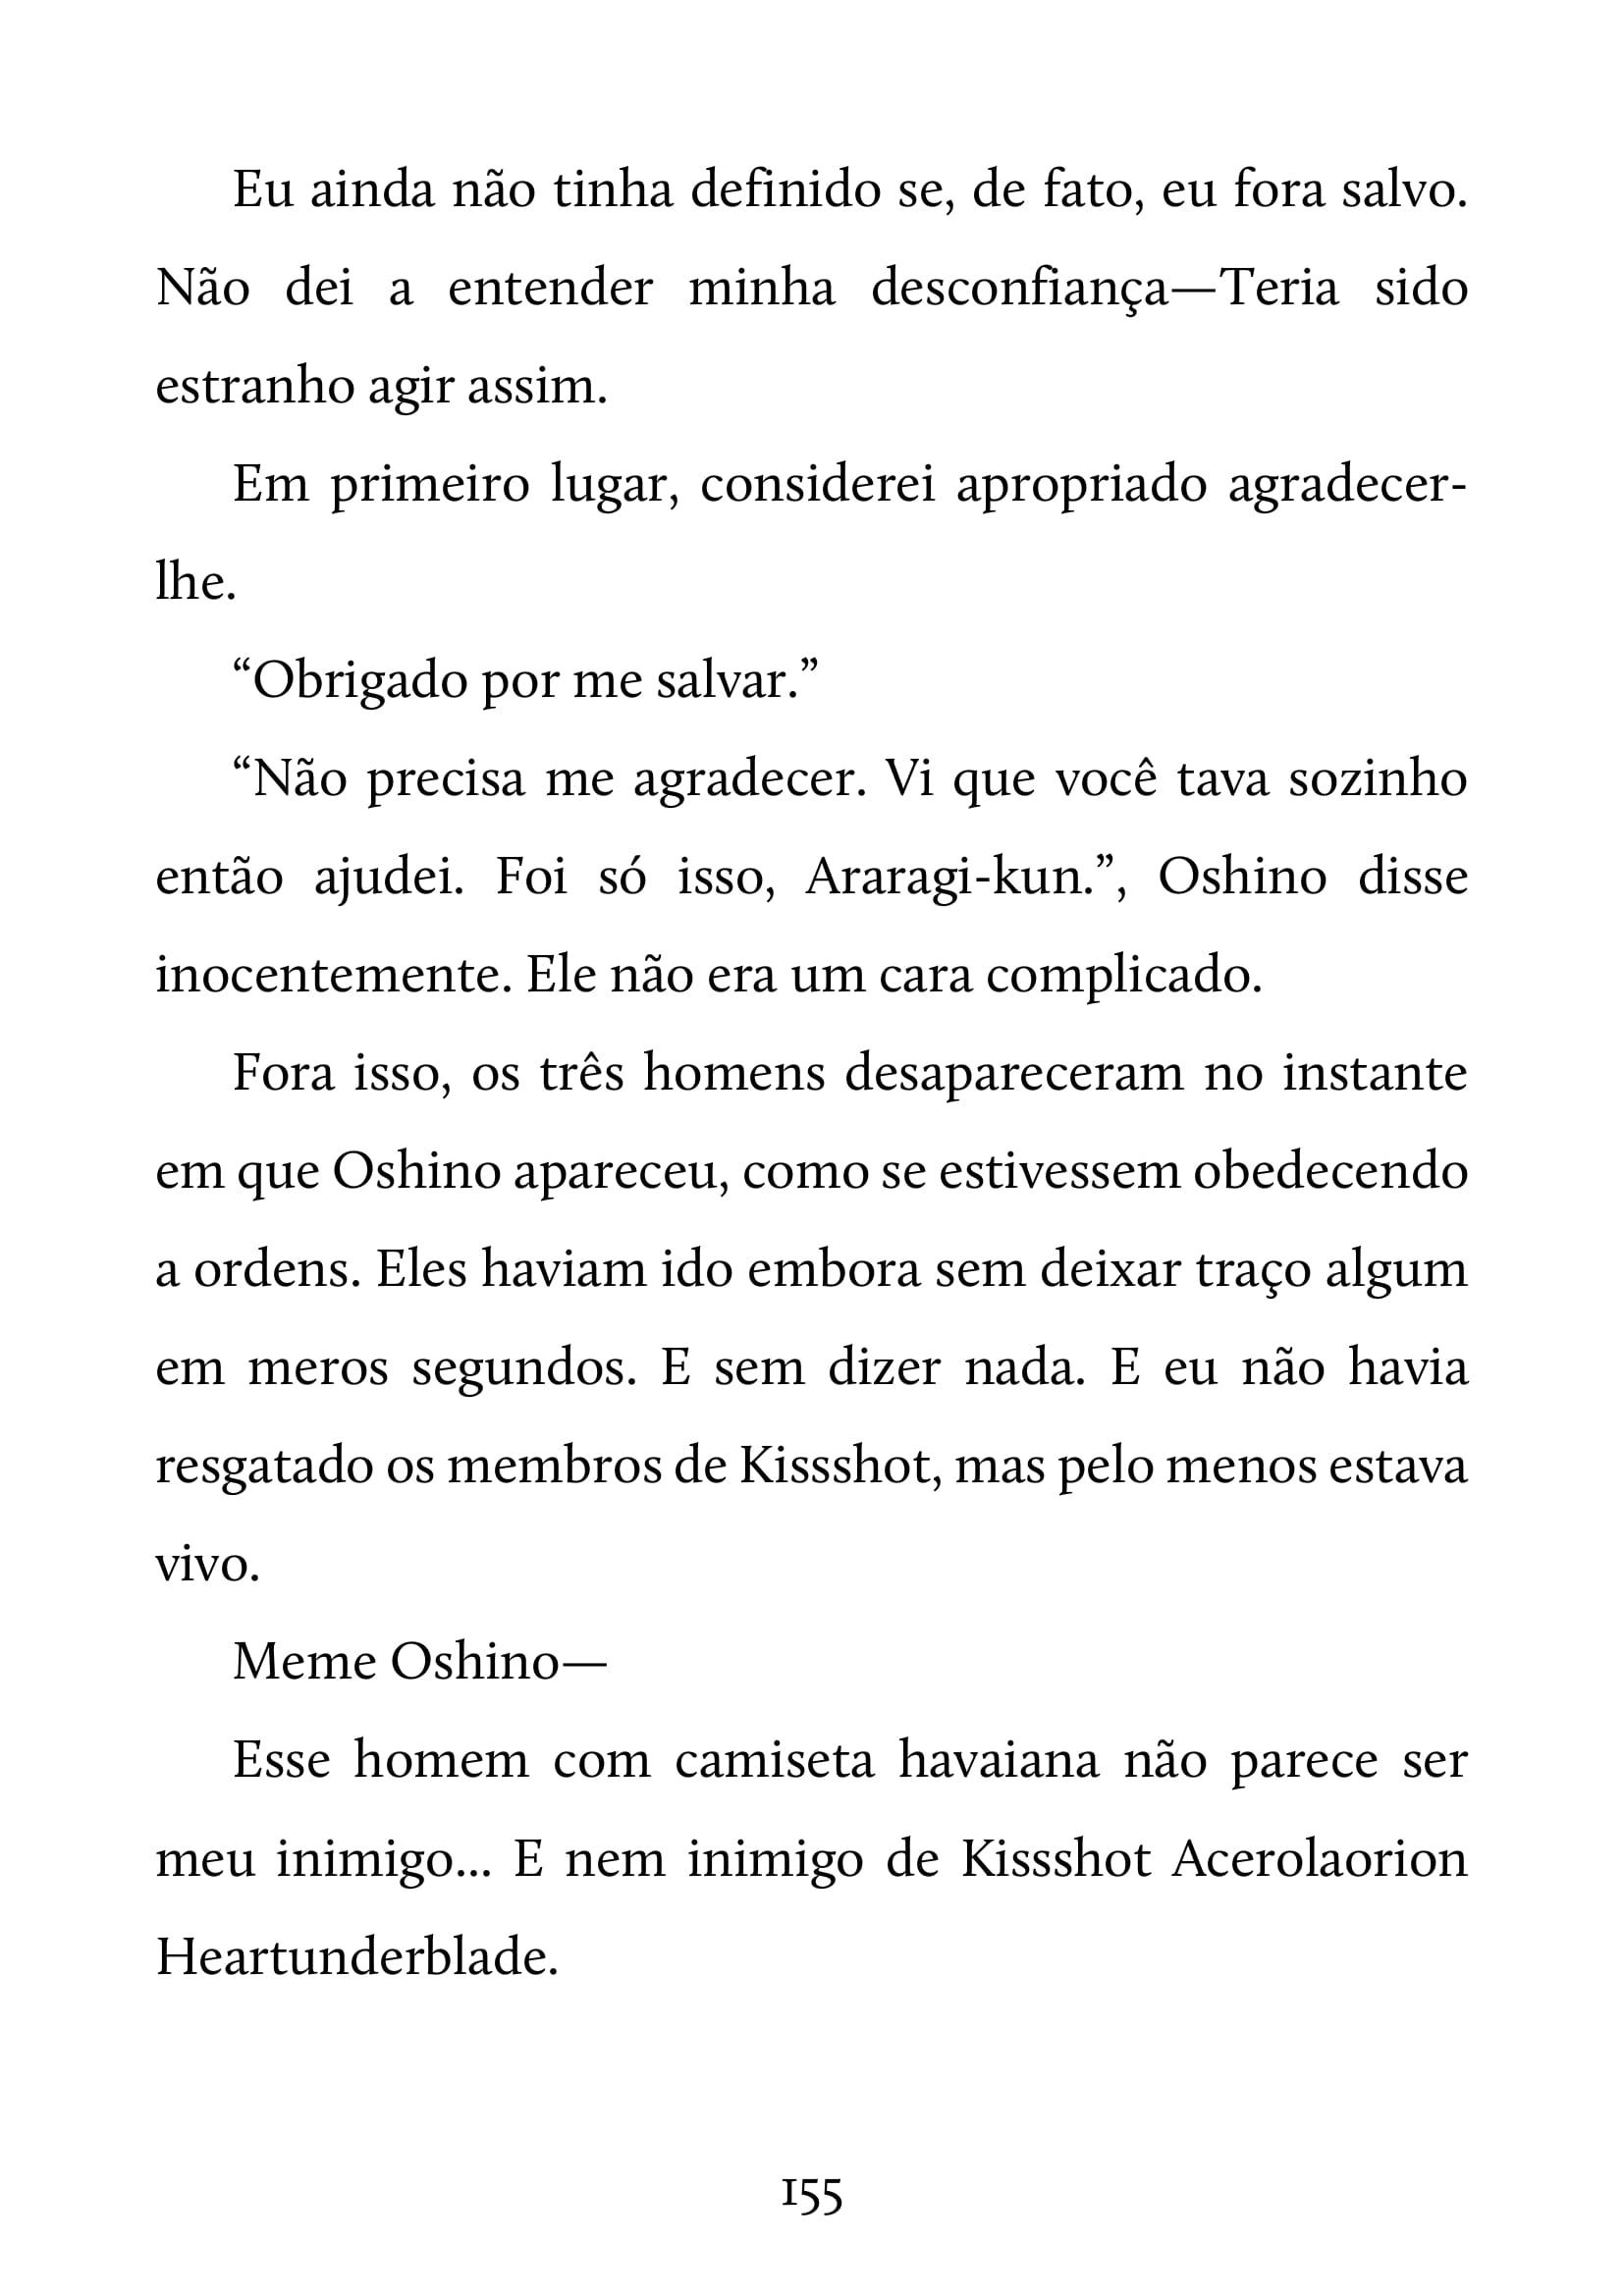 Eu ainda não tinha definido se, de fato, eu fora salvo.
Não dei a entender minha desconfiança—Teria sido
estranho agir assim.
Em primeiro lugar, considerei apropriado agradecer-
lhe.
“Obrigado por me salvar.”
“Não precisa me agradecer. Vi que você tava sozinho
então ajudei. Foi só isso, Araragi-kun.”, Oshino disse
inocentemente. Ele não era um cara complicado.
Fora isso, os três homens desapareceram no instante
em que Oshino apareceu, como se estivessem obedecendo
a ordens. Eles haviam ido embora sem deixar traço algum
em meros segundos. E sem dizer nada. E eu não havia
resgatado os membros de Kissshot, mas pelo menos estava
vivo.
Meme Oshino—
Esse homem com camiseta havaiana não parece ser
meu inimigo... E nem inimigo de Kissshot Acerolaorion
Heartunderblade.
155